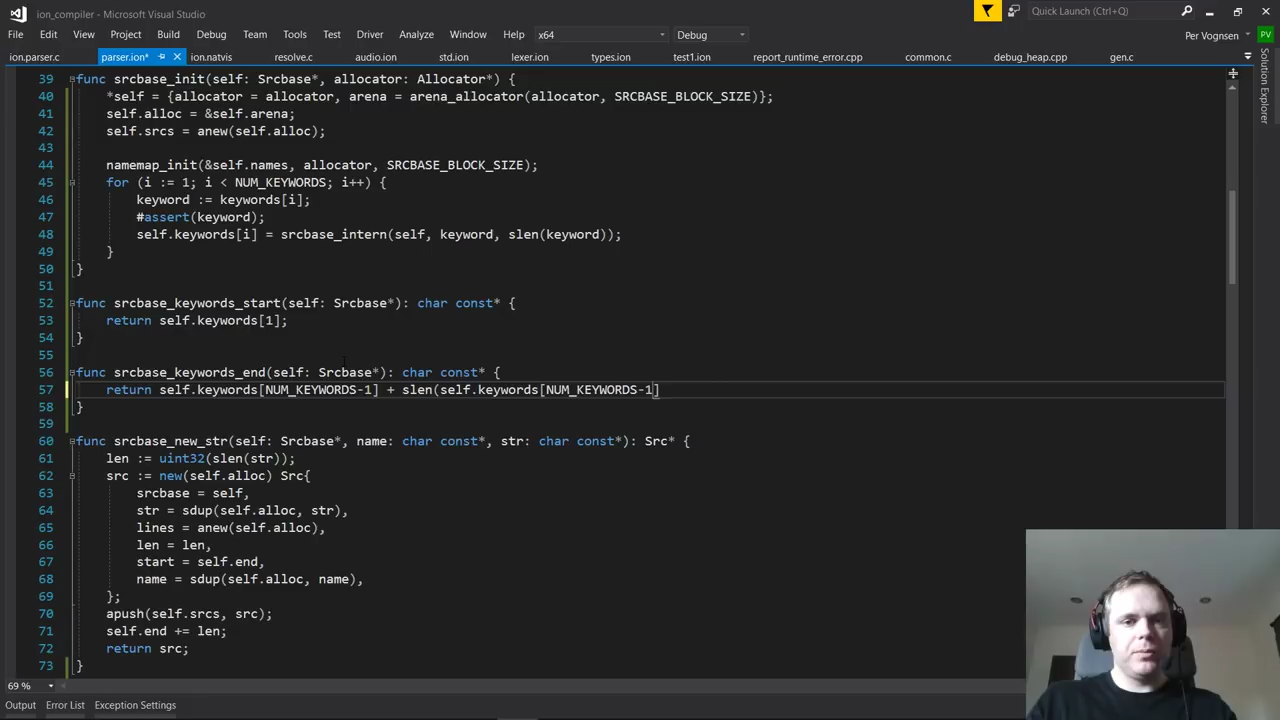 ion_compiler - Microsoft Visual Studio
Quick Launch (Ctrl+Q)
File Edit View Project Build Debug Team Tools Test Driver Analyze Window Help x64 Debug Per Vognsen PV
ion.parser.c parser.ion* ion.natvis resolve.c audio.ion std.ion lexer.ion types.ion test1.ion report_runtime_error.cpp common.c debug_heap.cpp gen.c
Solution Explorer
39 func srcbase_init(self: Srcbase*, allocator: Allocator*) {
40 *self = {allocator = allocator, arena = arena_allocator(allocator, SRCBASE_BLOCK_SIZE)};
41 self.alloc = &self.arena;
42 self.srcs = anew(self.alloc);
43
44 namemap_init(&self.names, allocator, SRCBASE_BLOCK_SIZE);
45 for (i := 1; i < NUM_KEYWORDS; i++) {
46 keyword := keywords[i];
47 #assert(keyword);
48 self.keywords[i] = srcbase_intern(self, keyword, slen(keyword));
49 }
50 }
51
52 func srcbase_keywords_start(self: Srcbase*): char const* {
53 return self.keywords[1];
54 }
55
56 func srcbase_keywords_end(self: Srcbase*): char const* {
57 return self.keywords[NUM_KEYWORDS-1] + slen(self.keywords[NUM_KEYWORDS-1]
58 }
59
60 func srcbase_new_str(self: Srcbase*, name: char const*, str: char const*): Src* {
61 len := uint32(slen(str));
62 src := new(self.alloc) Src{
63 srcbase = self,
64 str = sdup(self.alloc, str),
65 lines = anew(self.alloc),
66 len = len,
67 start = self.end,
68 name = sdup(self.alloc, name),
69 };
70 apush(self.srcs, src);
71 self.end += len;
72 return src;
73 }
69 %
Output Error List Exception Settings